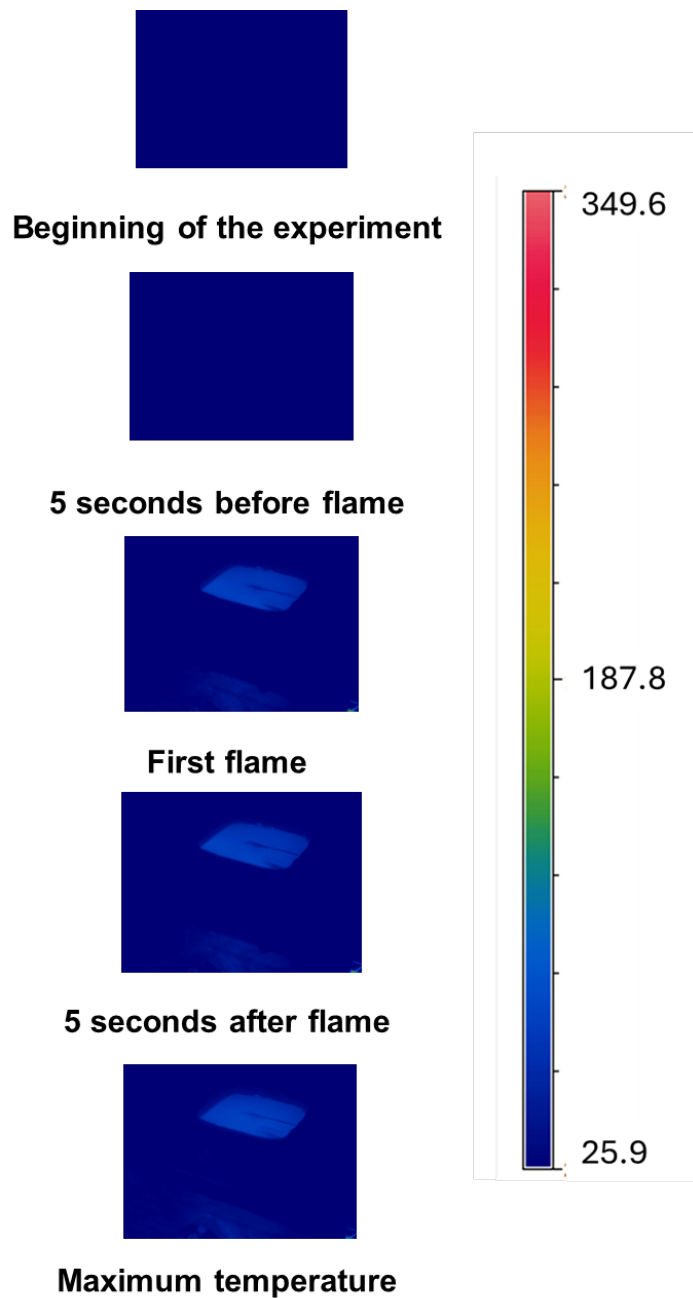 Beginning of the experiment
5 seconds before flame
First flame
5 seconds after flame
Maximum temperature
349.6
187.8
25.9